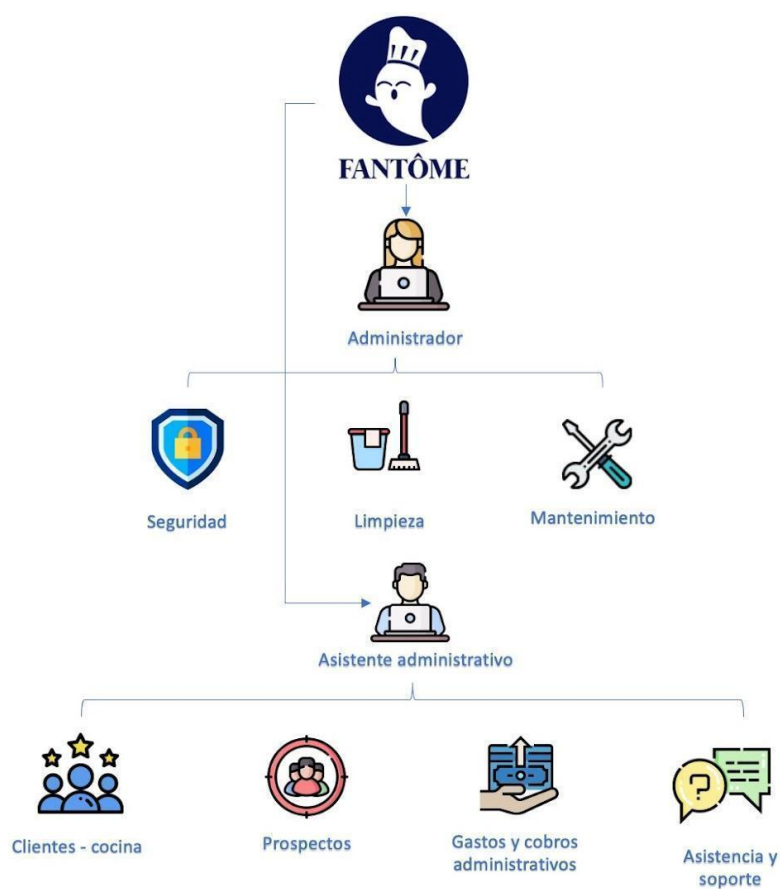 FANTÔME
Administrador
Seguridad
Limpieza
Mantenimiento
Asistente administrativo
Clientes - cocina
Prospectos
Gastos y cobros
administrativos
Asistencia y
soporte